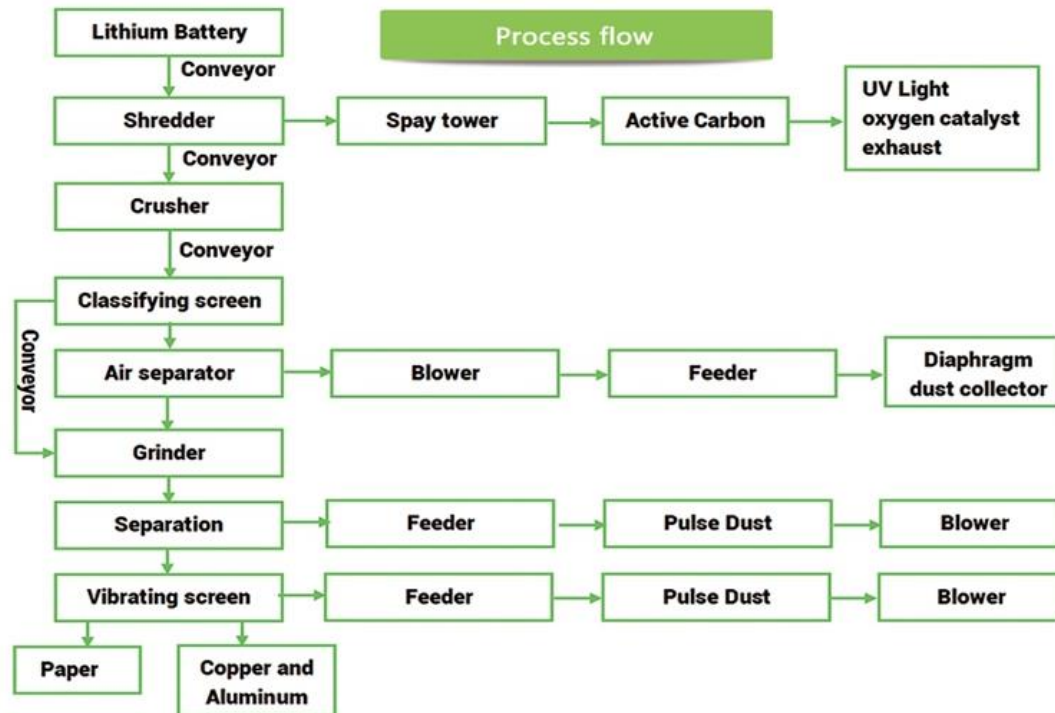 Lithium Battery
Process flow
Conveyor
Shredder
Spay tower
Active Carbon
UV Light
oxygen catalyst
exhaust
Conveyor
Crusher
Conveyor
Classifying screen
Conveyor
Air separator
Blower
Feeder
Diaphragm
dust collector
Grinder
Separation
Feeder
Pulse Dust
Blower
Vibrating screen
Feeder
Pulse Dust
Blower
Paper
Copper and
Aluminum